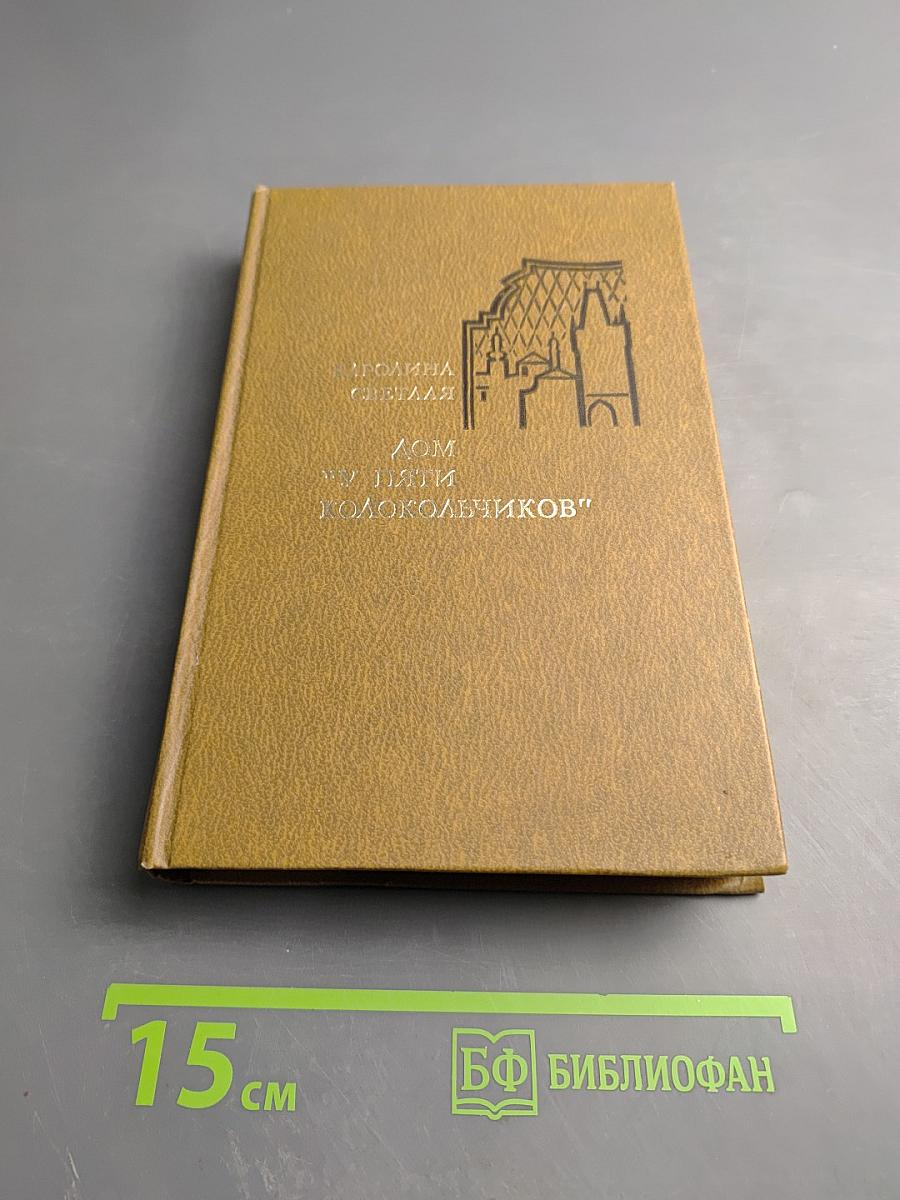 КАРОЛИНА
СВЕТЛАЯ
ДОМ
"У ПЯТИ
КОЛОКОЛЬЧИКОВ"
15 СМ
БФ БИБЛИОФАН